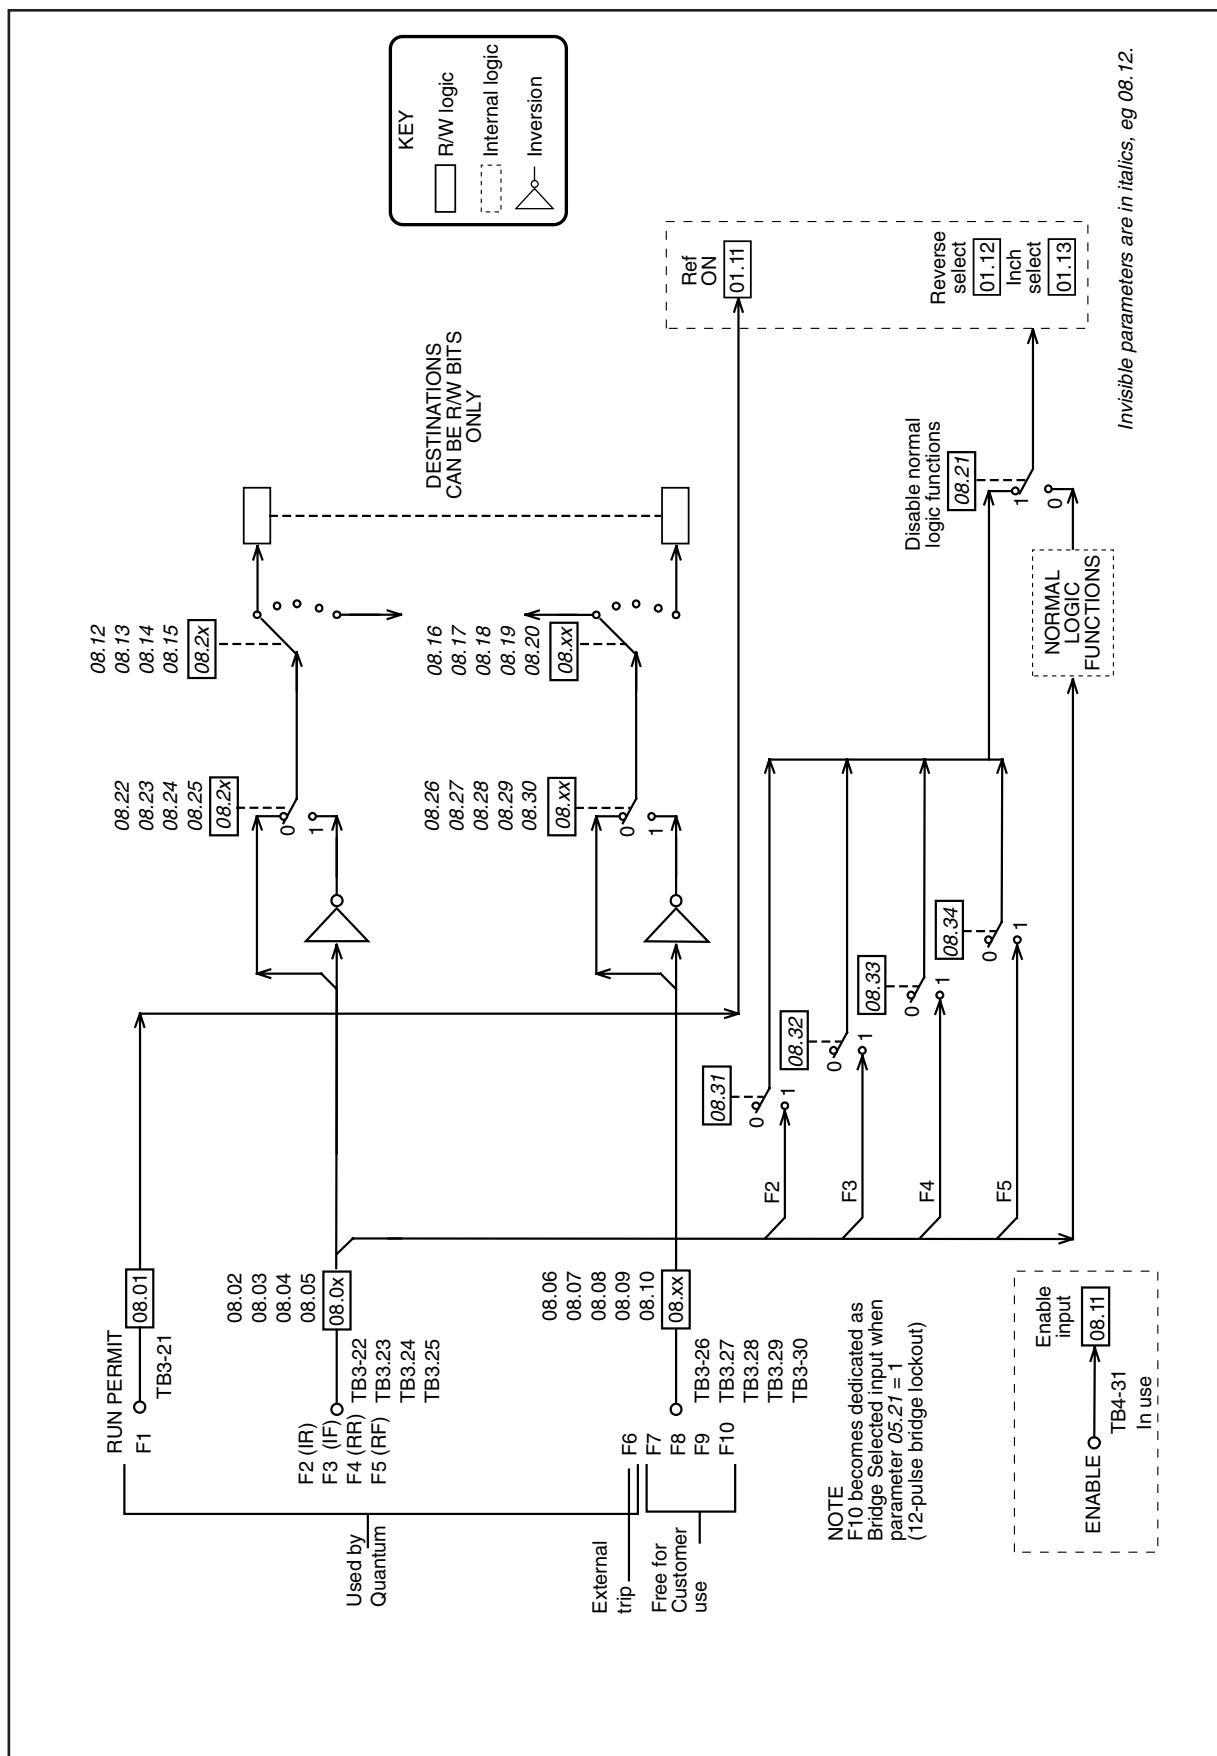 KEY
R/W logic
Internal logic
Inversion
RUN PERMIT
F1
TB3-21
08.01
Used by
Quantum
F2 (IR)
F3 (IF)
F4 (RR)
F5 (RF)
TB3-22
TB3.23
TB3.24
TB3.25
08.02
08.03
08.04
08.05
08.0x
08.22
08.23
08.24
08.25
08.2x
0
1
08.12
08.13
08.14
08.15
08.2x
DESTINATIONS
CAN BE R/W BITS
ONLY
External
trip
Free for
Customer
use
F6
F7
F8
F9
F10
TB3-26
TB3.27
TB3.28
TB3.29
TB3-30
08.06
08.07
08.08
08.09
08.10
08.xx
08.26
08.27
08.28
08.29
08.30
08.xx
0
1
08.16
08.17
08.18
08.19
08.20
08.xx
Ref
ON
01.11
Reverse
select
01.12
Inch
select
01.13
F2
0
1
08.31
F3
0
1
08.32
F4
0
1
08.33
F5
0
1
08.34
Disable normal
logic functions
08.21
1
0
NORMAL
LOGIC
FUNCTIONS
NOTE
F10 becomes dedicated as
Bridge Selected input when
parameter 05.21 = 1
(12-pulse bridge lockout)
ENABLE
TB4-31
In use
Enable
input
08.11
Invisible parameters are in italics, eg 08.12.